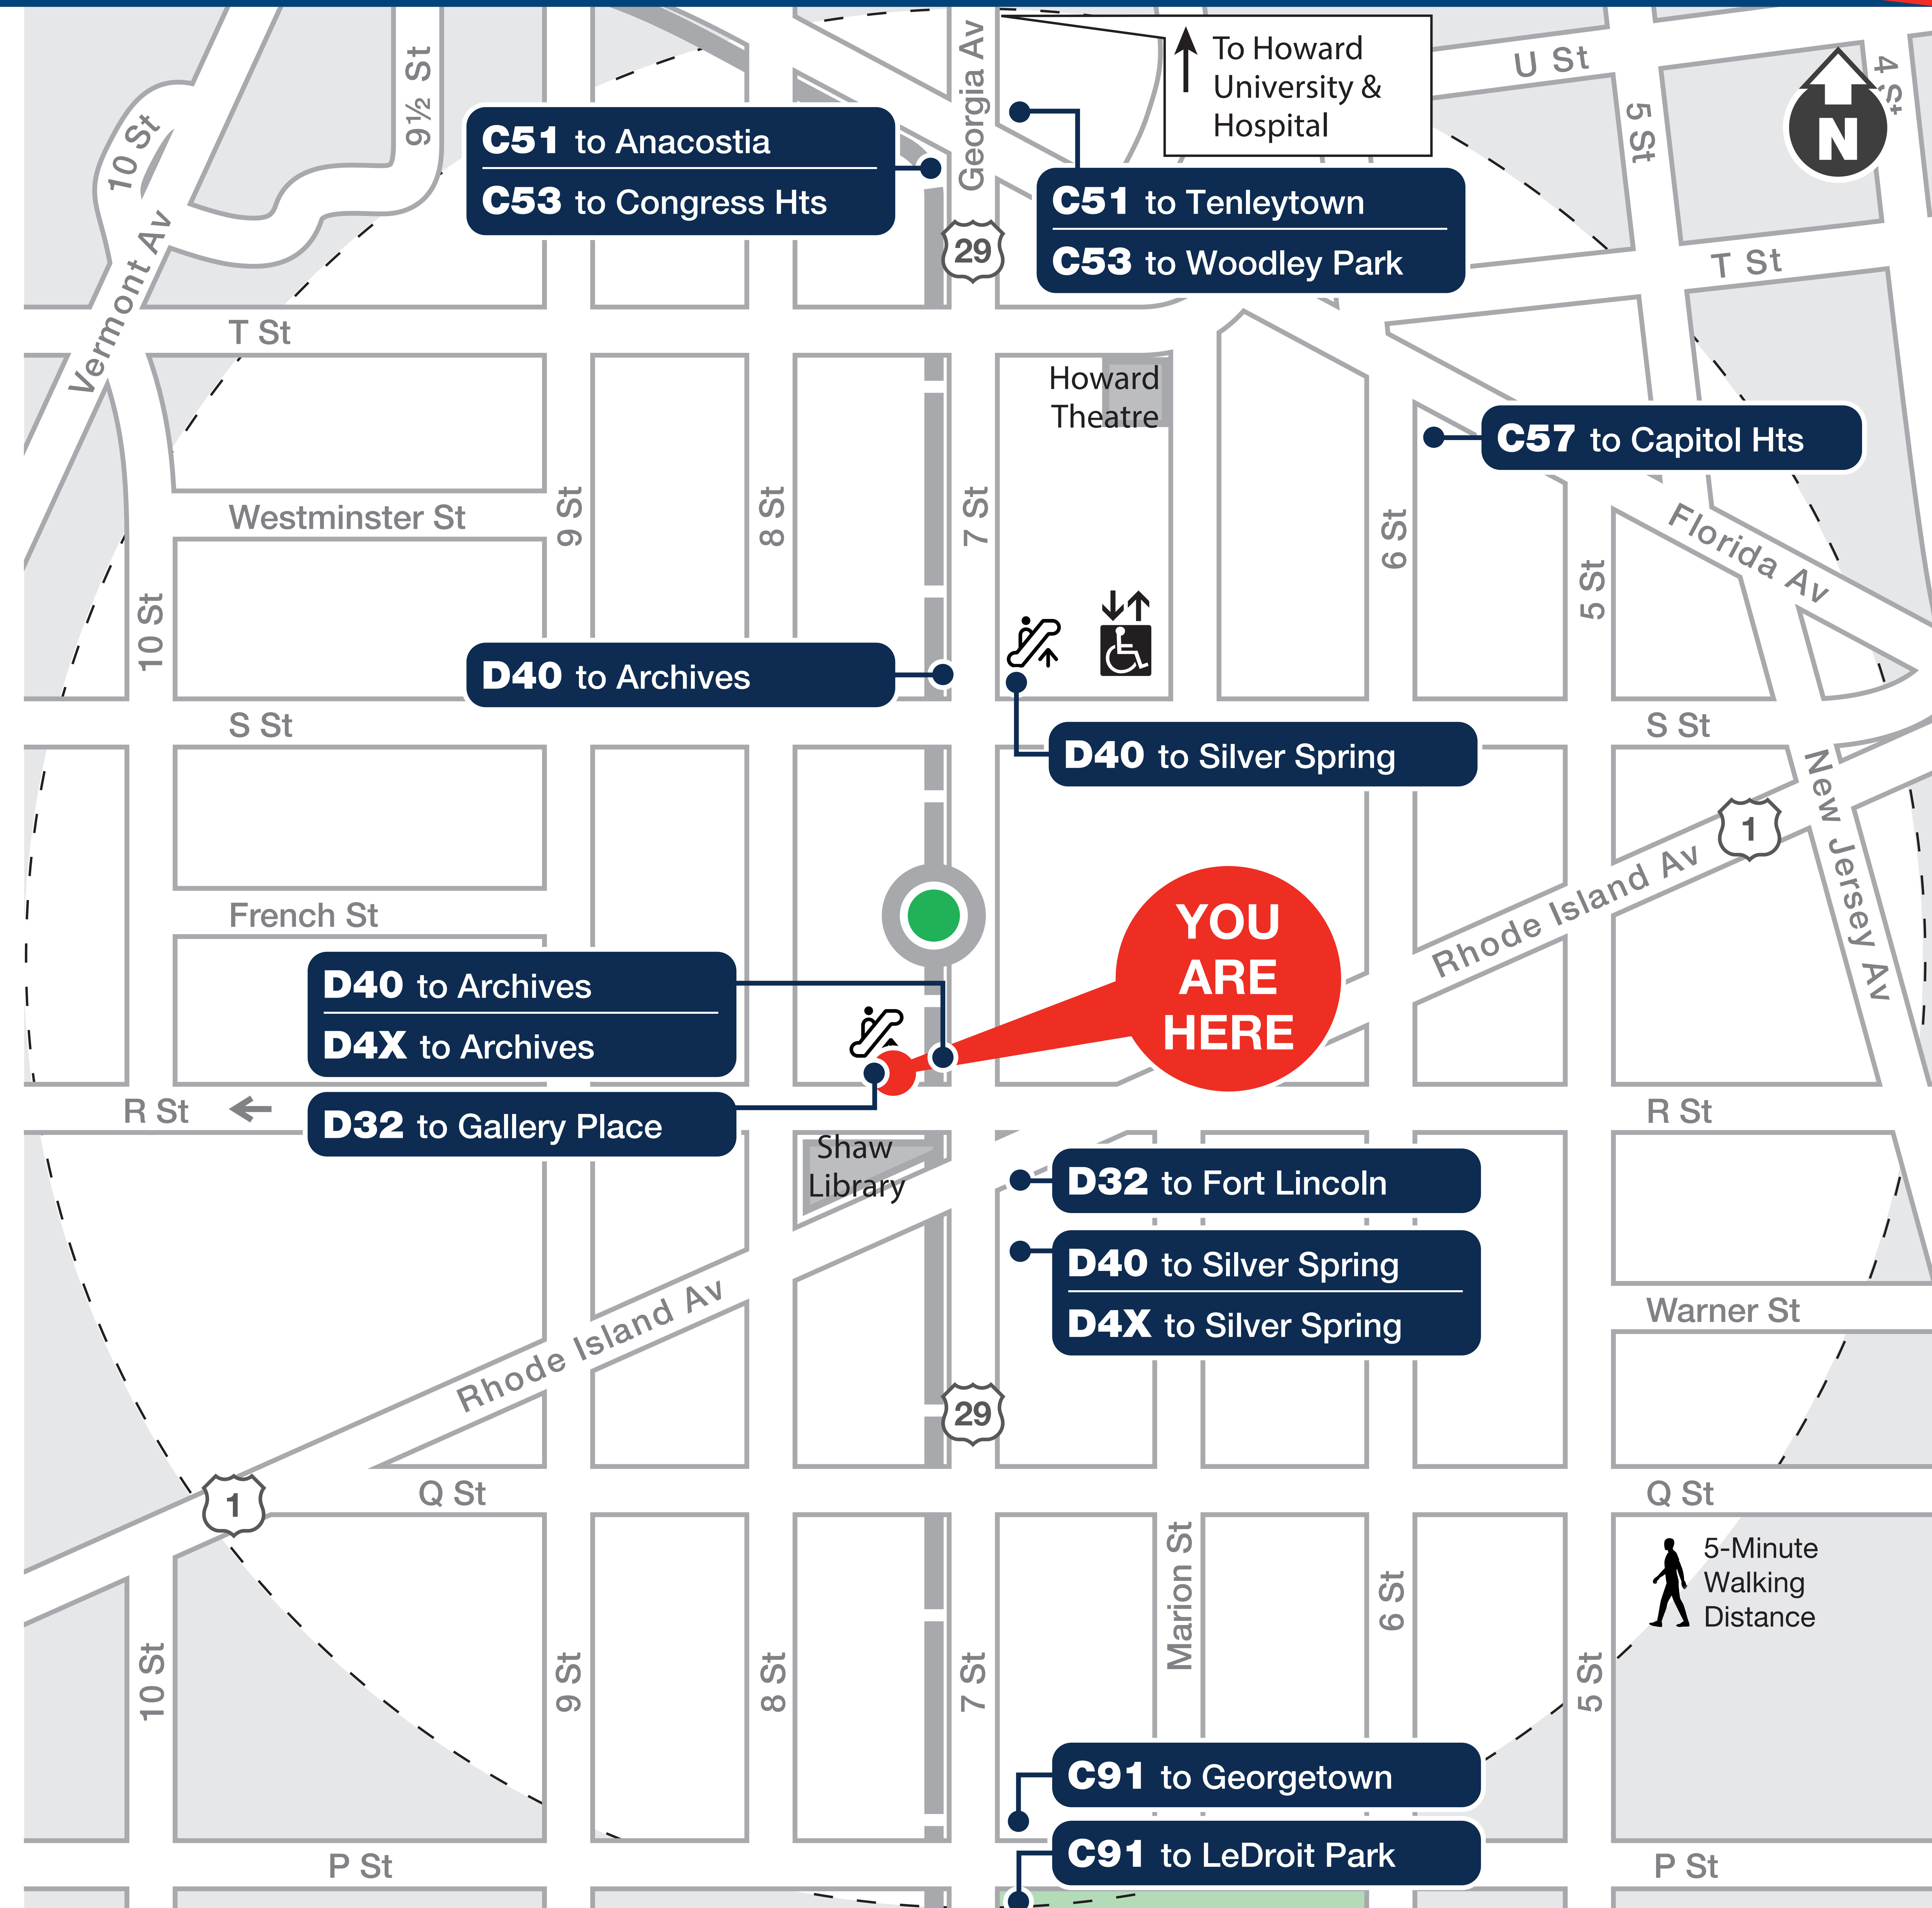 To Howard
University &
Hospital
N
U St
4 St
5 St
9½ St
10 St
Georgia Av
C51 to Anacostia
C53 to Congress Hts
C51 to Tenleytown
C53 to Woodley Park
29
Vermont Av
T St
T St
Howard
Theatre
C57 to Capitol Hts
Westminster St
9 St
8 St
7 St
6 St
5 St
Florida Av
10 St
D40 to Archives
S St
D40 to Silver Spring
S St
New Jersey Av
1
Rhode Island Av
French St
YOU
ARE
HERE
D40 to Archives
D4X to Archives
R St
D32 to Gallery Place
R St
Shaw
Library
D32 to Fort Lincoln
D40 to Silver Spring
D4X to Silver Spring
Warner St
Rhode Island Av
29
1
Q St
Q St
5-Minute
Walking
Distance
10 St
9 St
8 St
7 St
Marion St
6 St
5 St
C91 to Georgetown
C91 to LeDroit Park
P St
P St